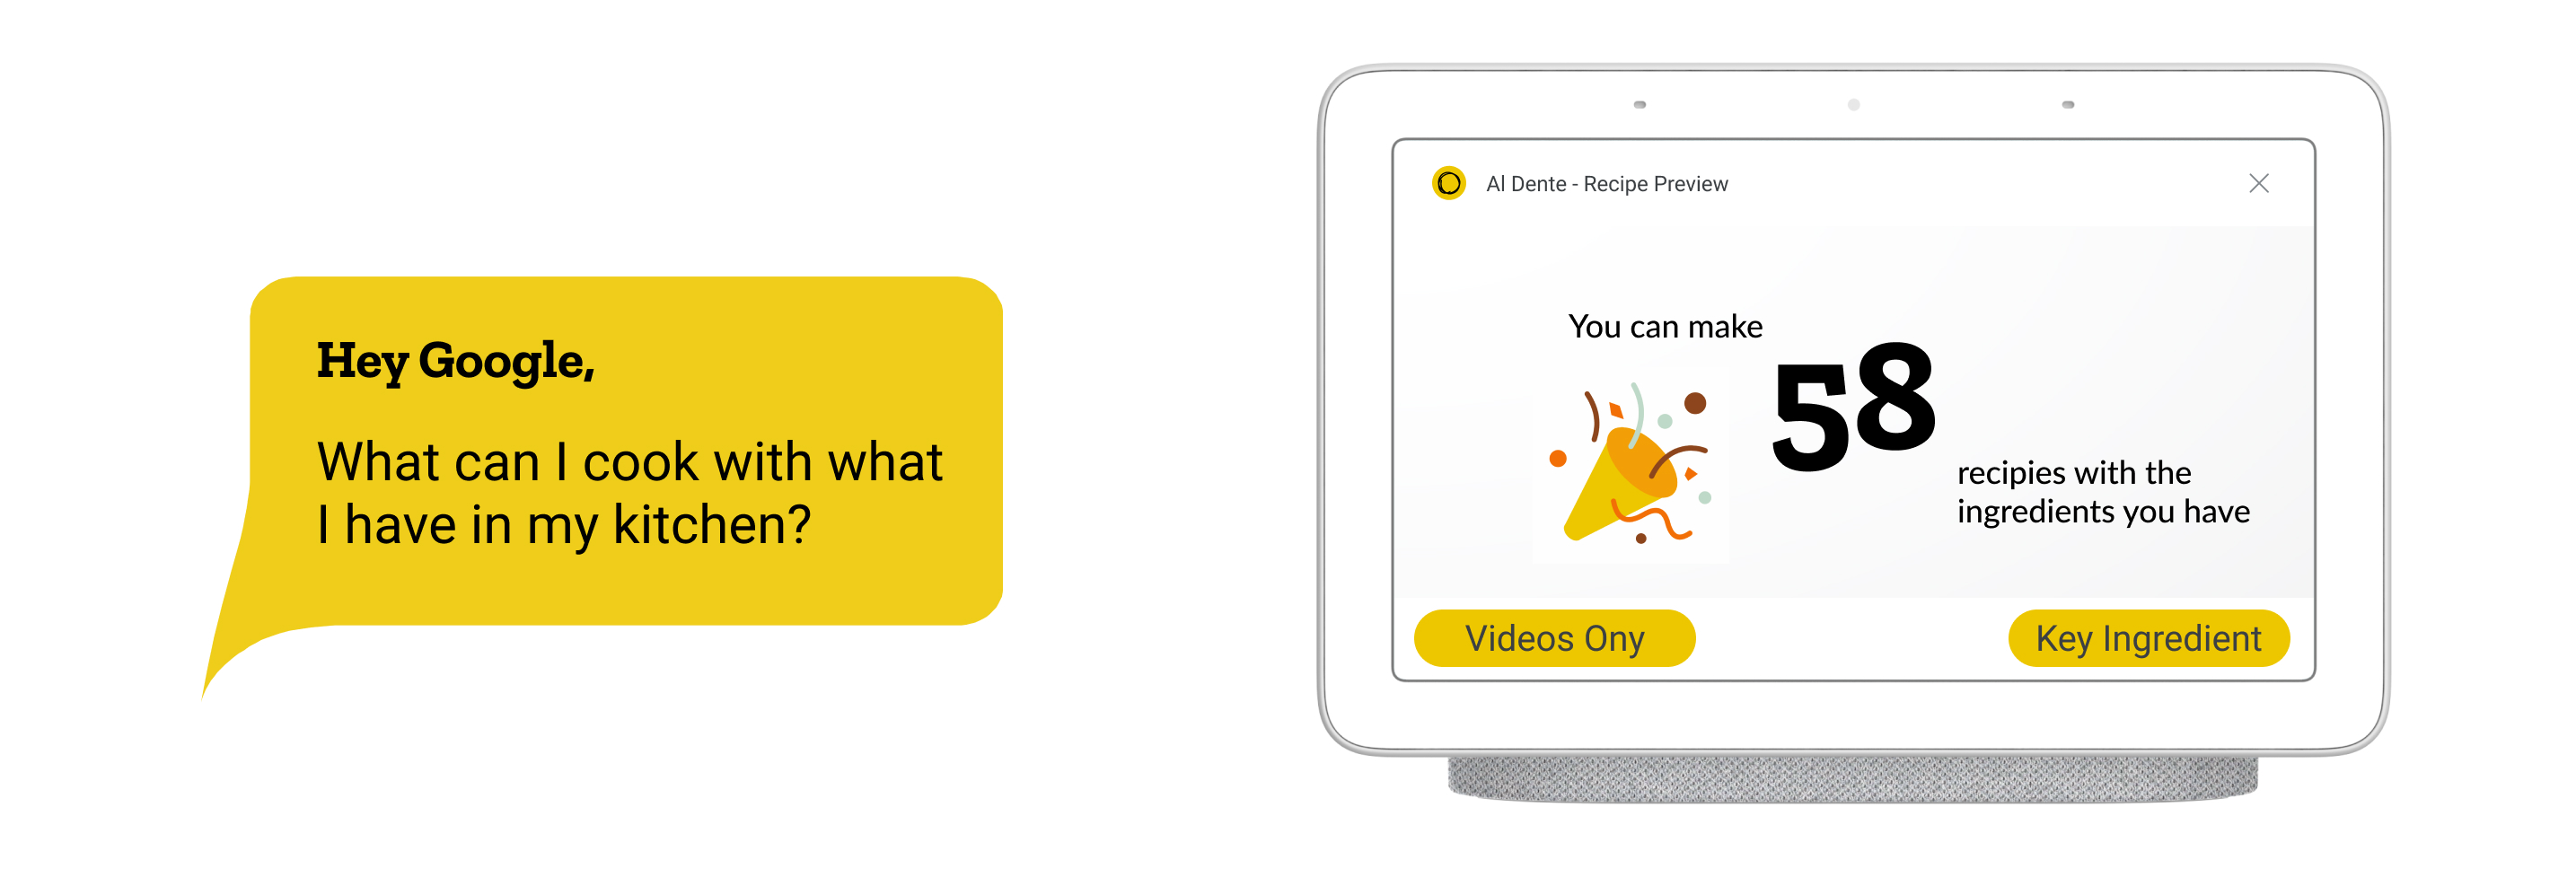 Hey Google,
What can I cook with what
I have in my kitchen?
Al Dente - Recipe Preview
You can make
58
recipies with the
ingredients you have
Videos Ony
Key Ingredient